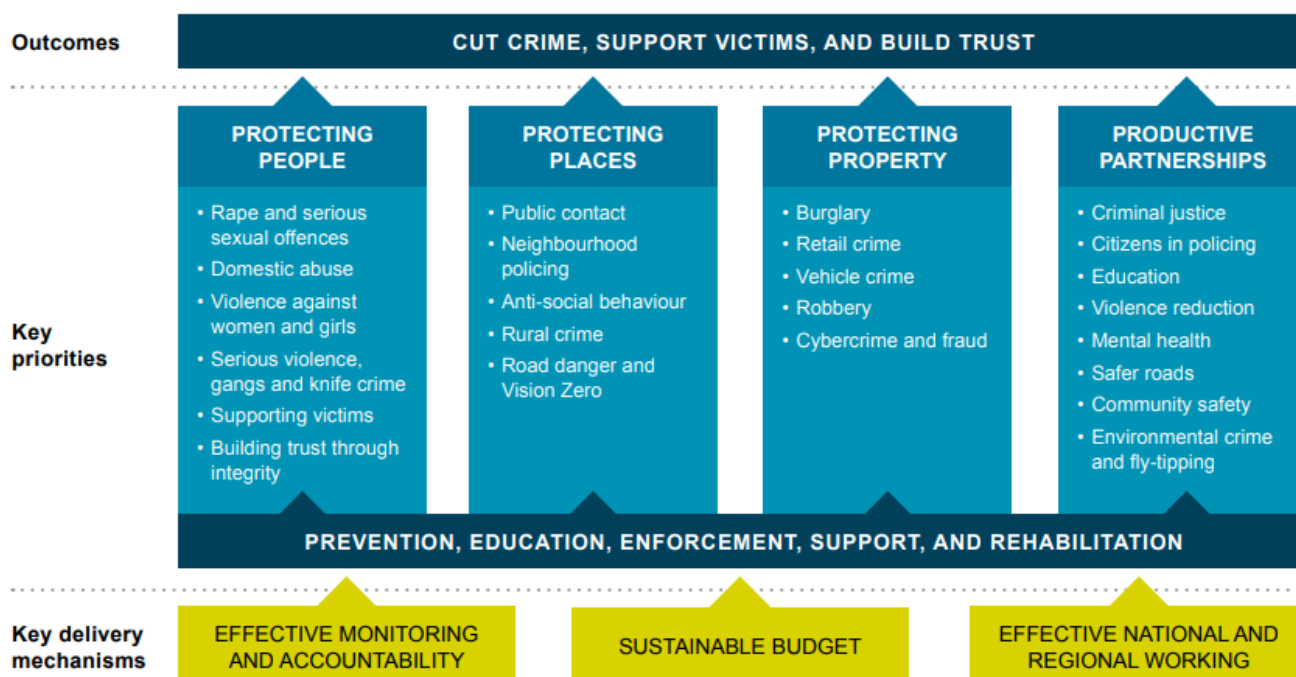 Outcomes
CUT CRIME, SUPPORT VICTIMS, AND BUILD TRUST
Key
priorities
PROTECTING
PEOPLE
• Rape and serious
sexual offences
• Domestic abuse
• Violence against
women and girls
• Serious violence,
gangs and knife crime
• Supporting victims
• Building trust through
integrity
PROTECTING
PLACES
• Public contact
• Neighbourhood
policing
• Anti-social behaviour
• Rural crime
• Road danger and
Vision Zero
PROTECTING
PROPERTY
• Burglary
• Retail crime
• Vehicle crime
• Robbery
• Cybercrime and fraud
PRODUCTIVE
PARTNERSHIPS
• Criminal justice
• Citizens in policing
• Education
• Violence reduction
• Mental health
• Safer roads
• Community safety
• Environmental crime
and fly-tipping
PREVENTION, EDUCATION, ENFORCEMENT, SUPPORT, AND REHABILITATION
Key delivery
mechanisms
EFFECTIVE MONITORING
AND ACCOUNTABILITY
SUSTAINABLE BUDGET
EFFECTIVE NATIONAL AND
REGIONAL WORKING